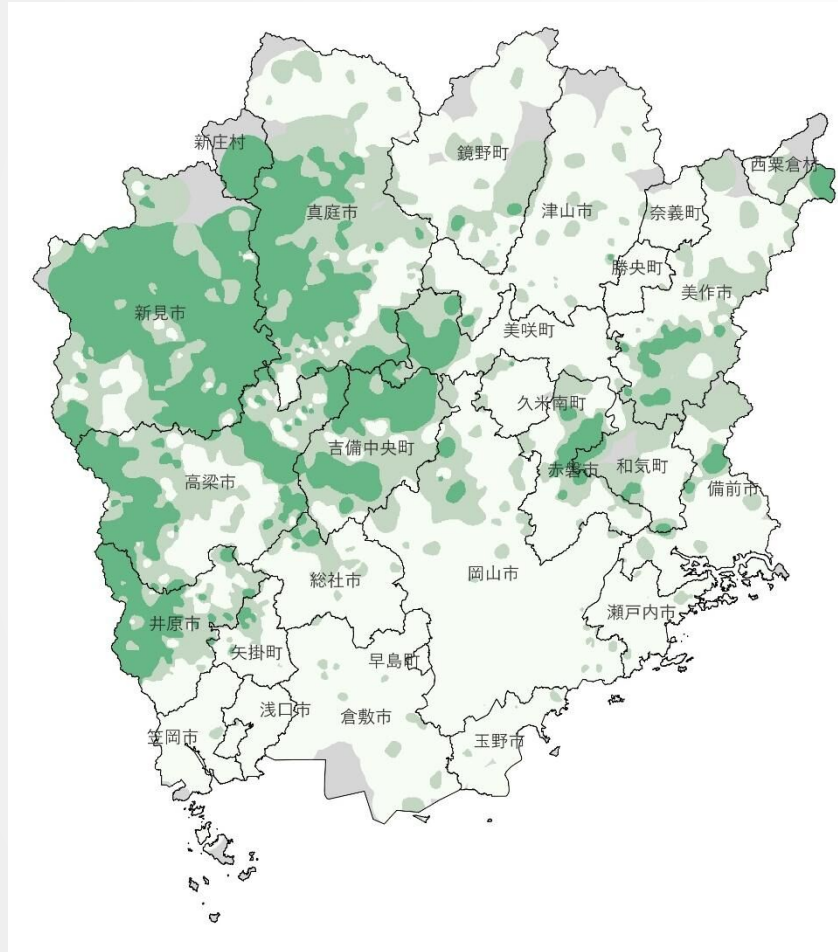 新庄村
鏡野町
西粟倉村
真庭市
津山市
奈義町
勝央町
美作市
新見市
美咲町
久米南町
吉備中央町
赤磐市
和気町
高梁市
備前市
岡山市
総社市
瀬戸内市
井原市
矢掛町
早島町
浅口市
倉敷市
笠岡市
玉野市